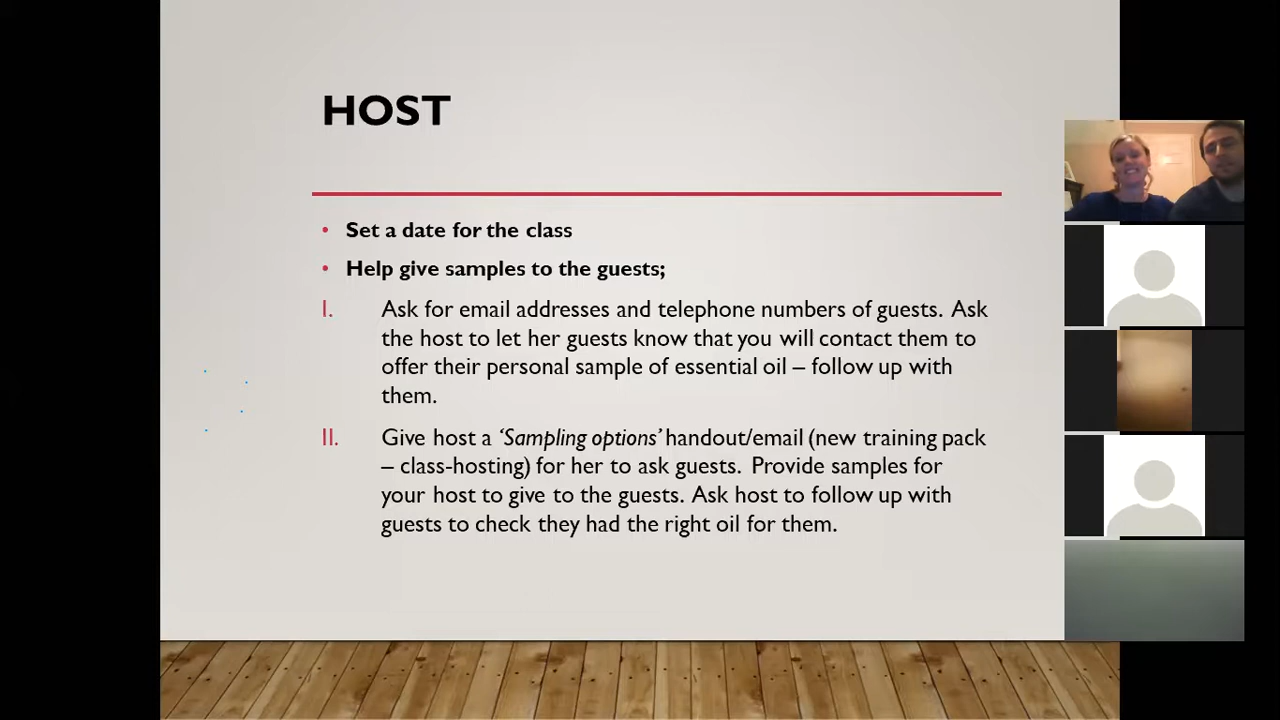 HOST
• Set a date for the class
• Help give samples to the guests;
I. Ask for email addresses and telephone numbers of guests. Ask
the host to let her guests know that you will contact them to
offer their personal sample of essential oil – follow up with
them.
II. Give host a ‘Sampling options’ handout/email (new training pack
– class-hosting) for her to ask guests. Provide samples for
your host to give to the guests. Ask host to follow up with
guests to check they had the right oil for them.